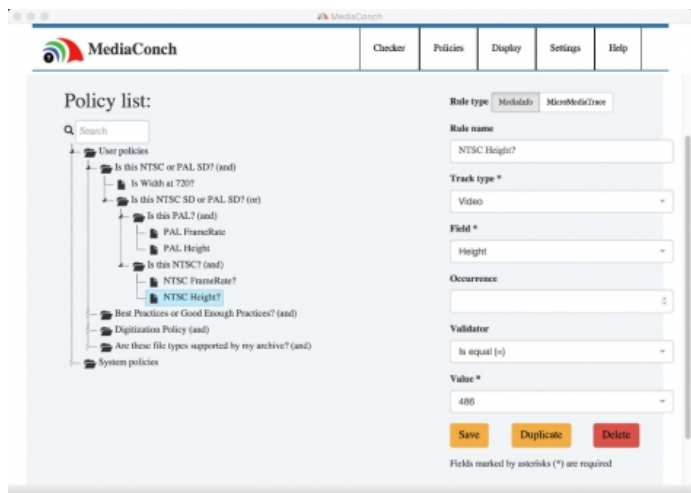 MediaConch
MediaConch
Checker
Policies
Display
Settings
Help
Policy list:
Search
User policies
Is this NTSC or PAL SD? (and)
Is Width at 720?
Is this NTSC SD or PAL SD? (or)
Is this PAL? (and)
PAL FrameRate
PAL Height
Is this NTSC? (and)
NTSC FrameRate?
NTSC Height?
Best Practices or Good Enough Practices? (and)
Digitization Policy (and)
Are these file types supported by my archive? (and)
System policies
Rule type MediaInfo MicroMediaTrace
Rule name
NTSC Height?
Track type *
Video
Field *
Height
Occurrence
Validator
Is equal (=)
Value *
486
Save Duplicate Delete
Fields marked by asterisks (*) are required